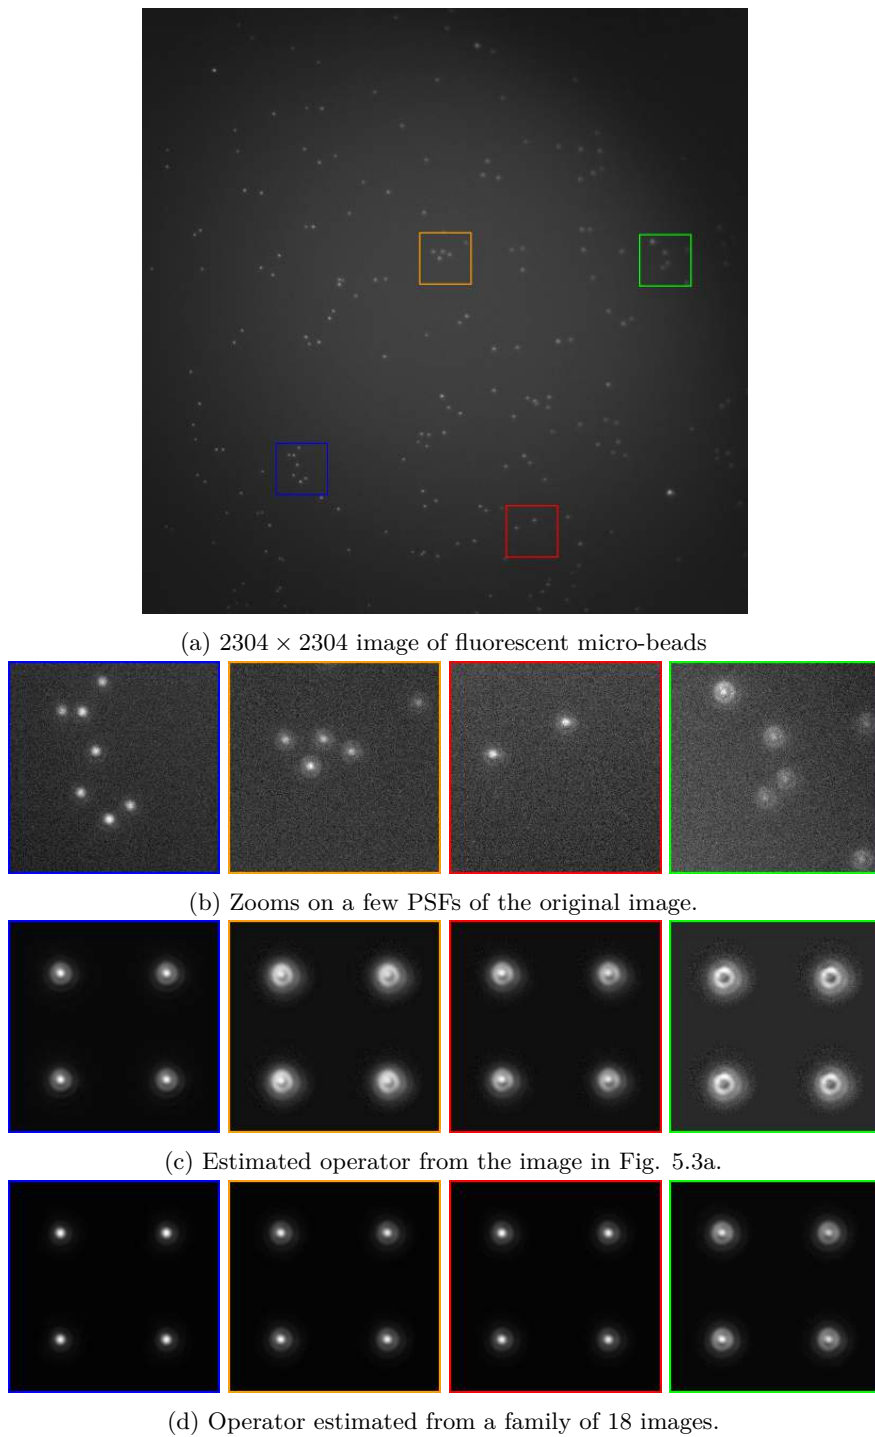 (a) 2304 × 2304 image of fluorescent micro-beads
(b) Zooms on a few PSFs of the original image.
(c) Estimated operator from the image in Fig. 5.3a.
(d) Operator estimated from a family of 18 images.